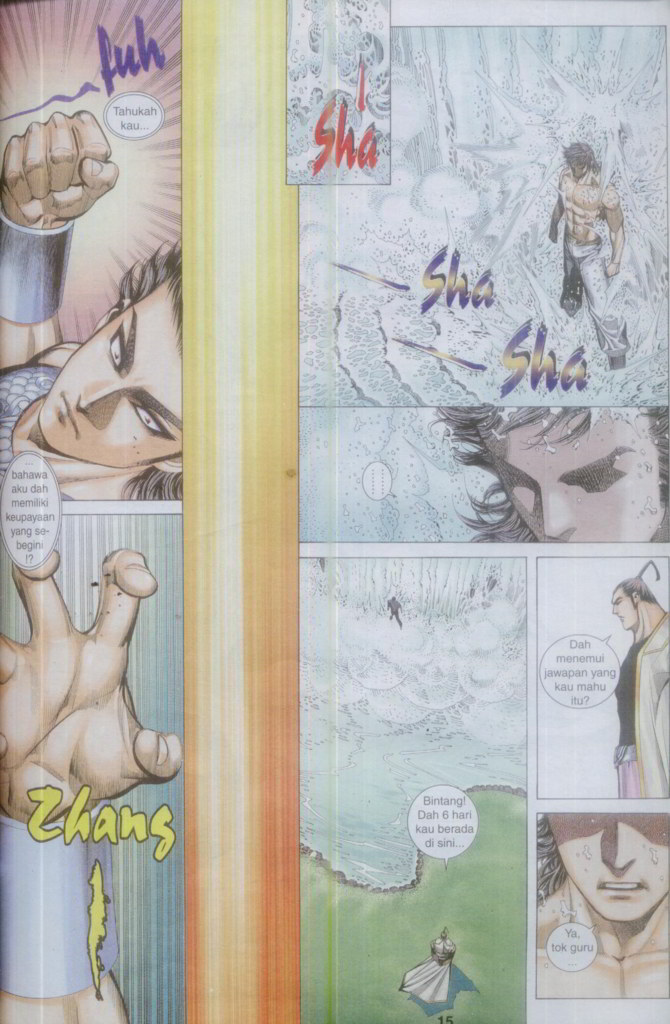 fuh
Tahukah
kau...
...
bahawa
aku dah
memiliki
keupayaan
yang se-
begini
!?
Zhang
!
Sha
!
Sha
Sha
......
Bintang!
Dah 6 hari
kau berada
di sini...
Dah
menemui
jawapan yang
kau mahu
itu?
Ya,
tok guru
...
15